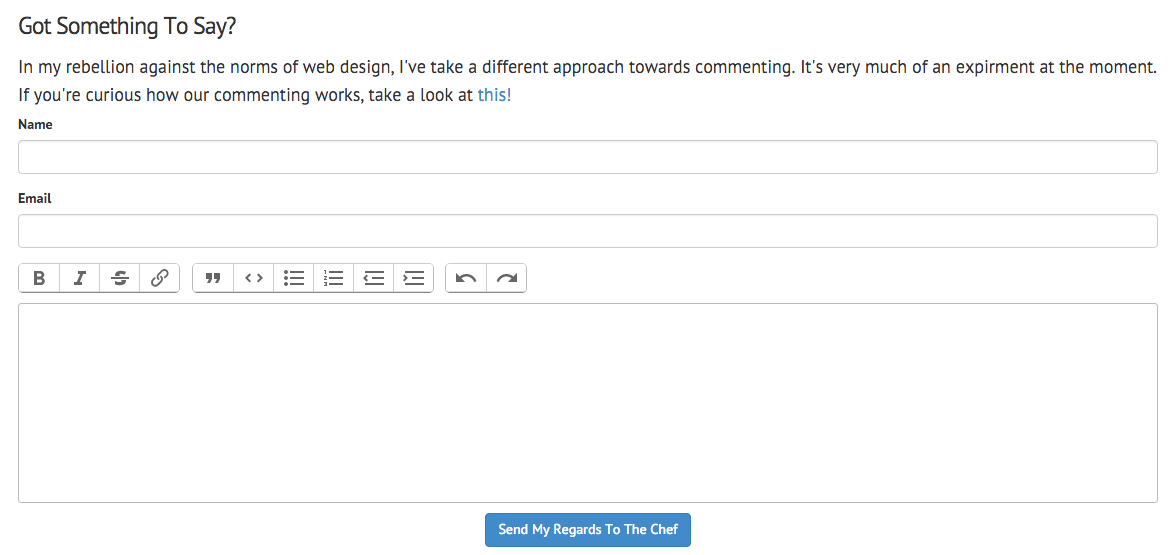 Got Something To Say?
In my rebellion against the norms of web design, I've take a different approach towards commenting. It's very much of an expirment at the moment.
If you're curious how our commenting works, take a look at this!
Name
Email
Send My Regards To The Chef